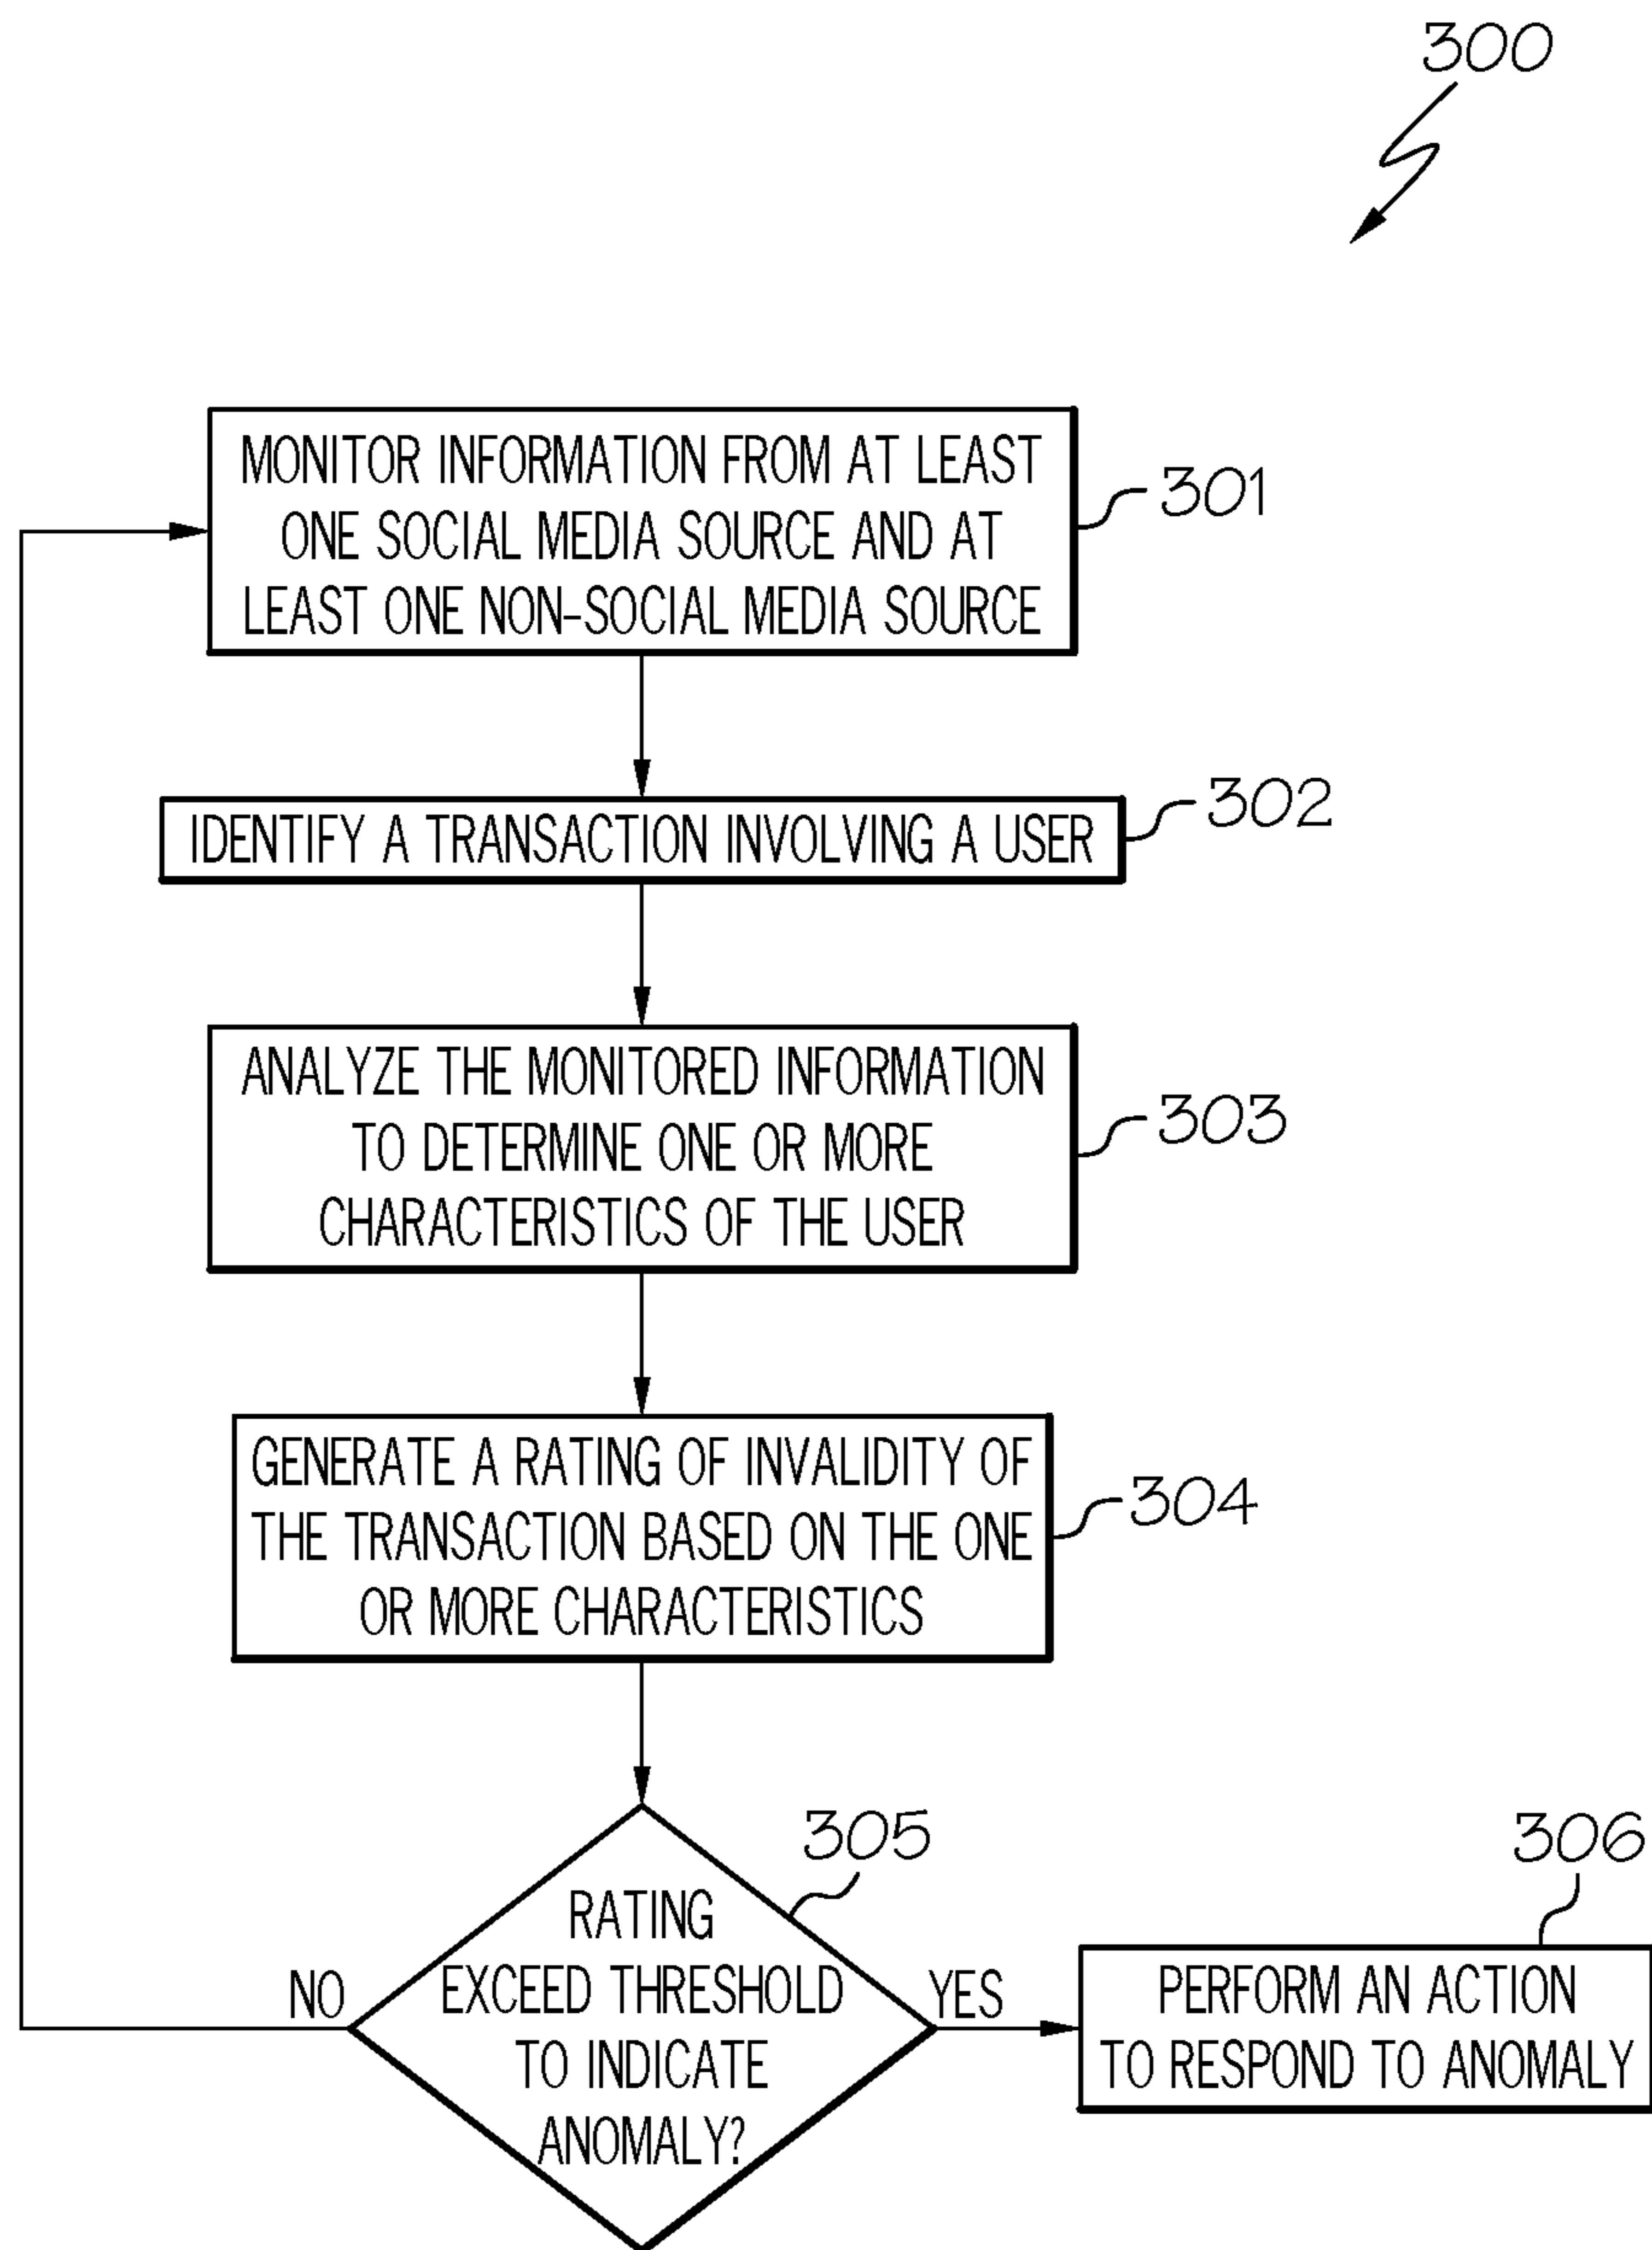 300
MONITOR INFORMATION FROM AT LEAST
ONE SOCIAL MEDIA SOURCE AND AT
LEAST ONE NON-SOCIAL MEDIA SOURCE
301
IDENTIFY A TRANSACTION INVOLVING A USER
302
ANALYZE THE MONITORED INFORMATION
TO DETERMINE ONE OR MORE
CHARACTERISTICS OF THE USER
303
GENERATE A RATING OF INVALIDITY OF
THE TRANSACTION BASED ON THE ONE
OR MORE CHARACTERISTICS
304
RATING
EXCEED THRESHOLD
TO INDICATE
ANOMALY?
305
NO
YES
PERFORM AN ACTION
TO RESPOND TO ANOMALY
306